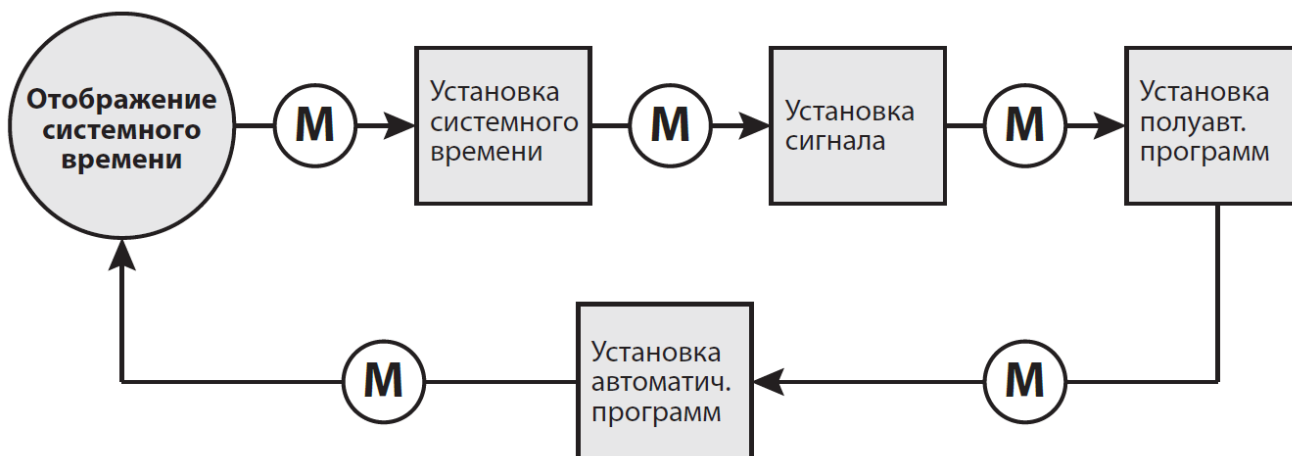 Отображение
системного
времени
М
Установка
системного
времени
М
Установка
сигнала
М
Установка
полуавт.
программ
М
Установка
автоматич.
программ
М